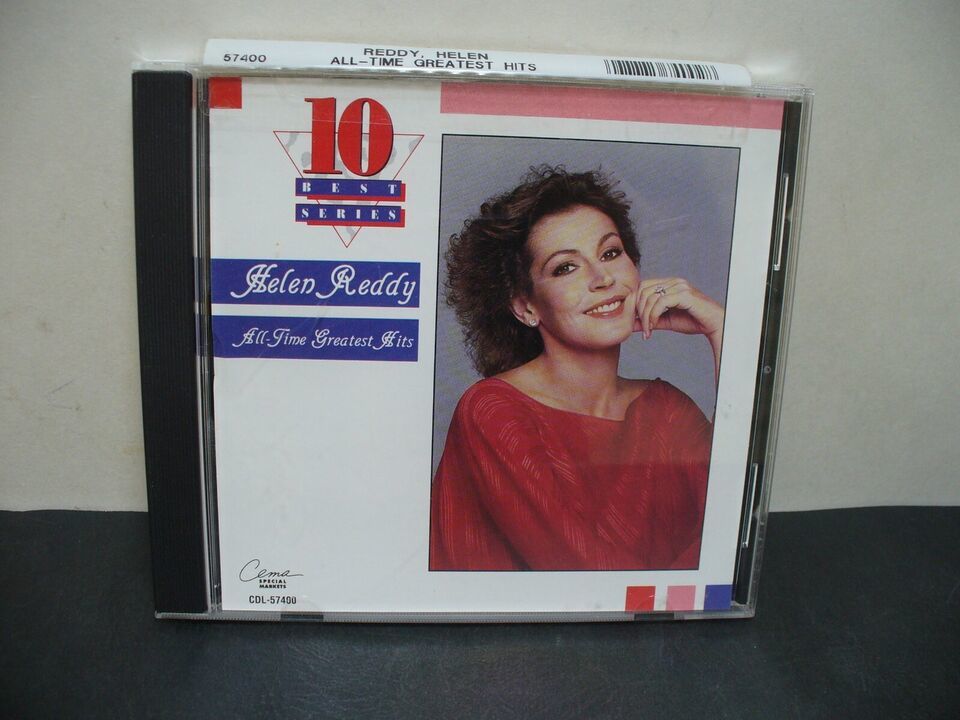 57400
REDDY, HELEN
ALL-TIME GREATEST HITS
10
BEST
SERIES
Helen Reddy
All-Time Greatest Hits
Cema
SPECIAL
MARKETS
CDL-57400